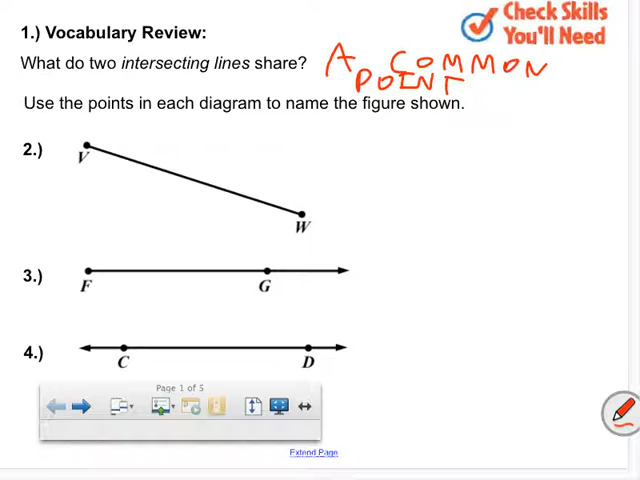 Check Skills
1.) Vocabulary Review:
You'll Need
What do two intersecting lines share? A COMMON
POINT
Use the points in each diagram to name the figure shown.
2.)
V
W
3.)
F
G
4.)
C
D
Page 1 of 5
Extend Page